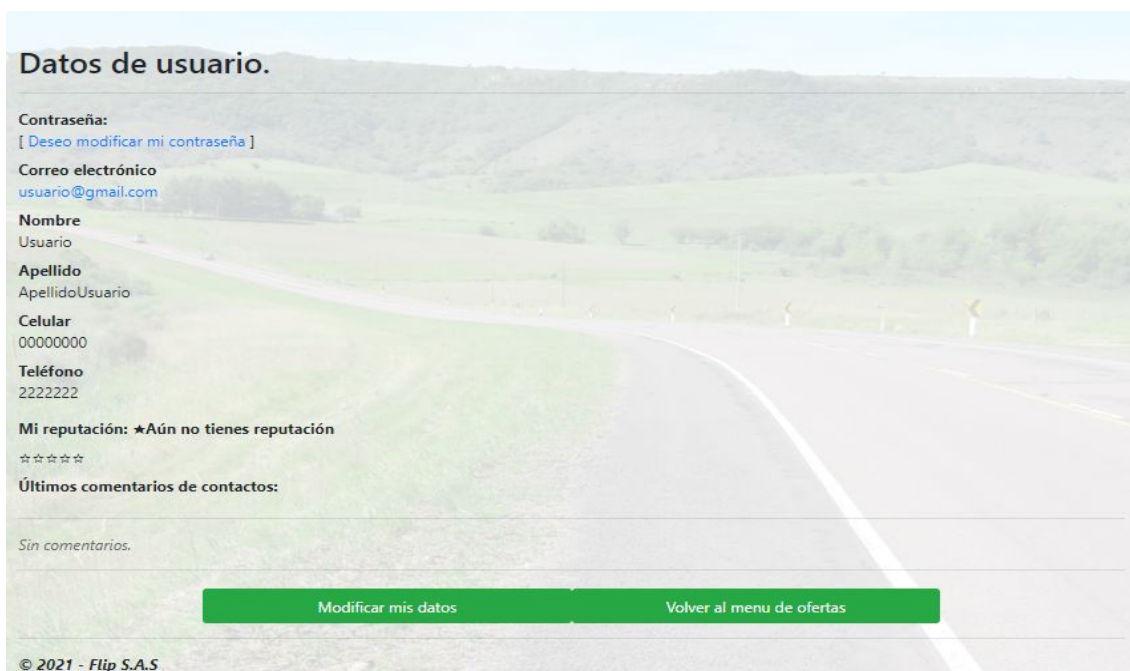 Datos de usuario.
Contraseña:
[ Deseo modificar mi contraseña ]
Correo electrónico
usuario@gmail.com
Nombre
Usuario
Apellido
ApellidoUsuario
Celular
00000000
Teléfono
2222222
Mi reputación: ★Aún no tienes reputación
☆☆☆☆☆
Últimos comentarios de contactos:
Sin comentarios.
Modificar mis datos
Volver al menu de ofertas
© 2021 - Flip S.A.S